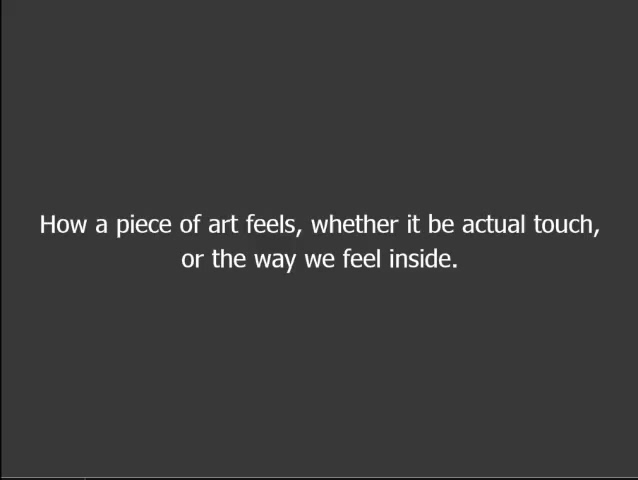 How a piece of art feels, whether it be actual touch,
or the way we feel inside.